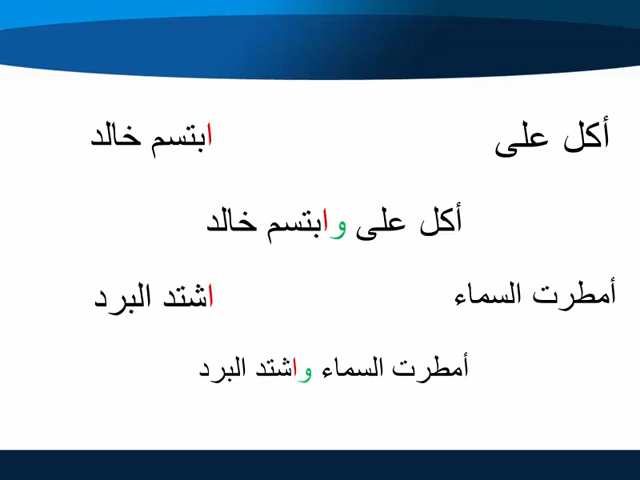 أكل على ابتسم خالد
أكل على وابتسم خالد
أمطرت السماء اشتد البرد
أمطرت السماء واشتد البرد